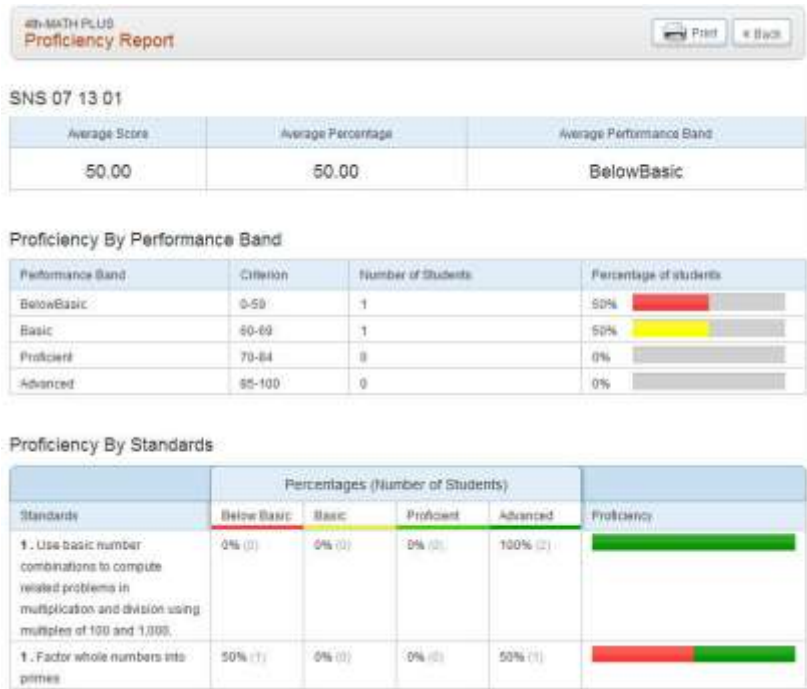 4th-MATH PLUS
Proficiency Report
Print
« Back
SNS 07 13 01
Average Score Average Percentage Average Performance Band
50.00 50.00 BelowBasic
Proficiency By Performance Band
Performance Band Criterion Number of Students Percentage of students
BelowBasic 0-59 1 50%
Basic 60-69 1 50%
Proficient 70-84 0 0%
Advanced 85-100 0 0%
Proficiency By Standards
Percentages (Number of Students)
Standards Below Basic Basic Proficient Advanced Proficiency
1 . Use basic number 0% (0) 0% (0) 0% (0) 100% (2)
combinations to compute
related problems in
multiplication and division using
multiples of 100 and 1,000.
1 . Factor whole numbers into 50% (1) 0% (0) 0% (0) 50% (1)
primes